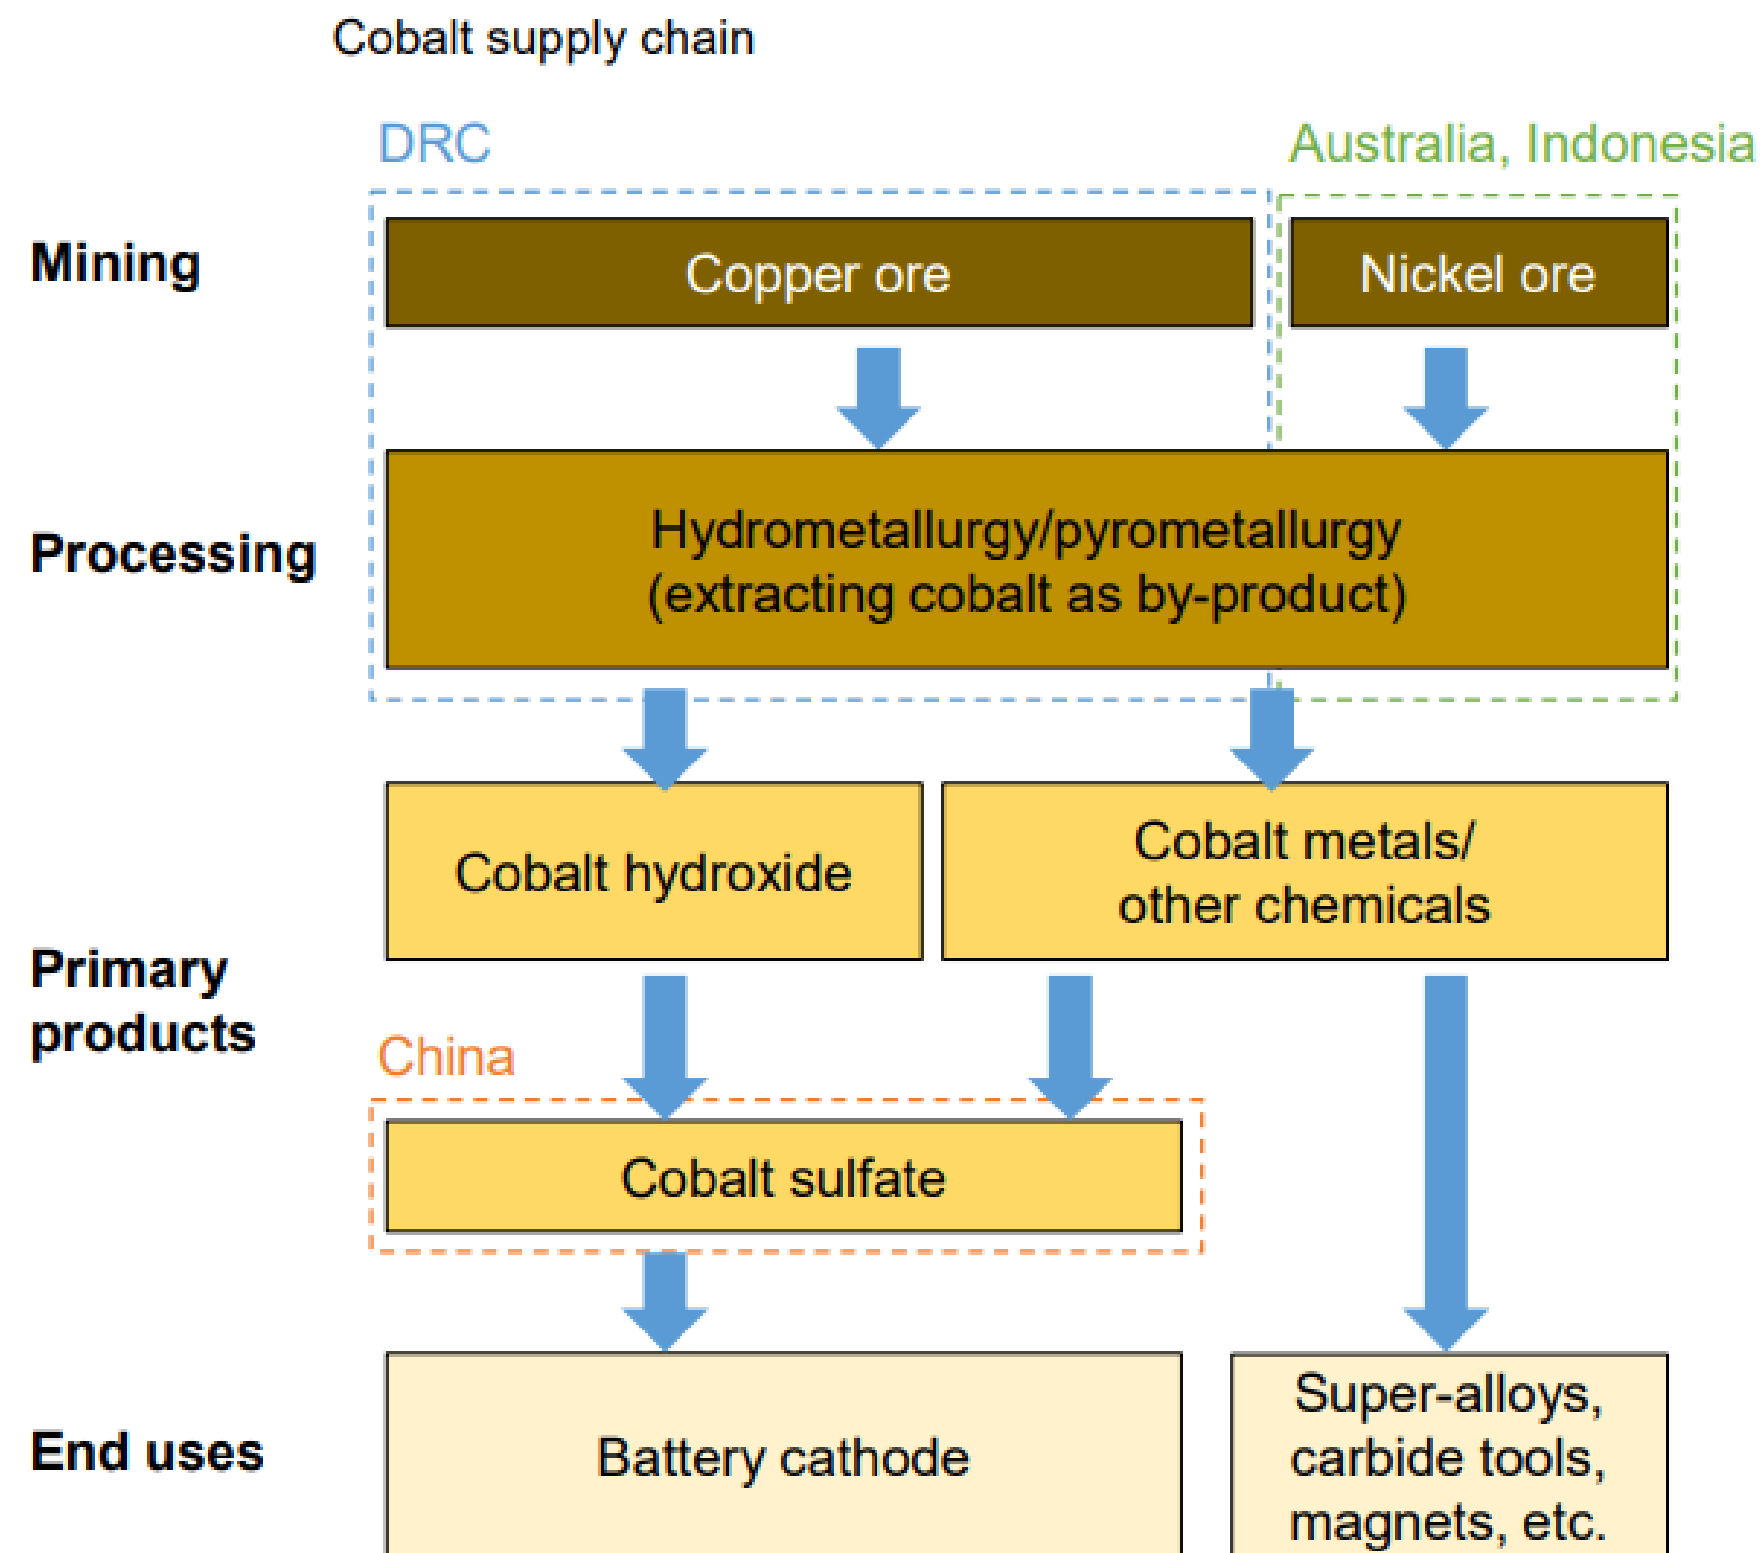 Cobalt supply chain
DRC
Australia, Indonesia
Mining
Copper ore
Nickel ore
Processing
Hydrometallurgy/pyrometallurgy
(extracting cobalt as by-product)
Cobalt hydroxide
Cobalt metals/
other chemicals
Primary
products
China
Cobalt sulfate
End uses
Battery cathode
Super-alloys,
carbide tools,
magnets, etc.